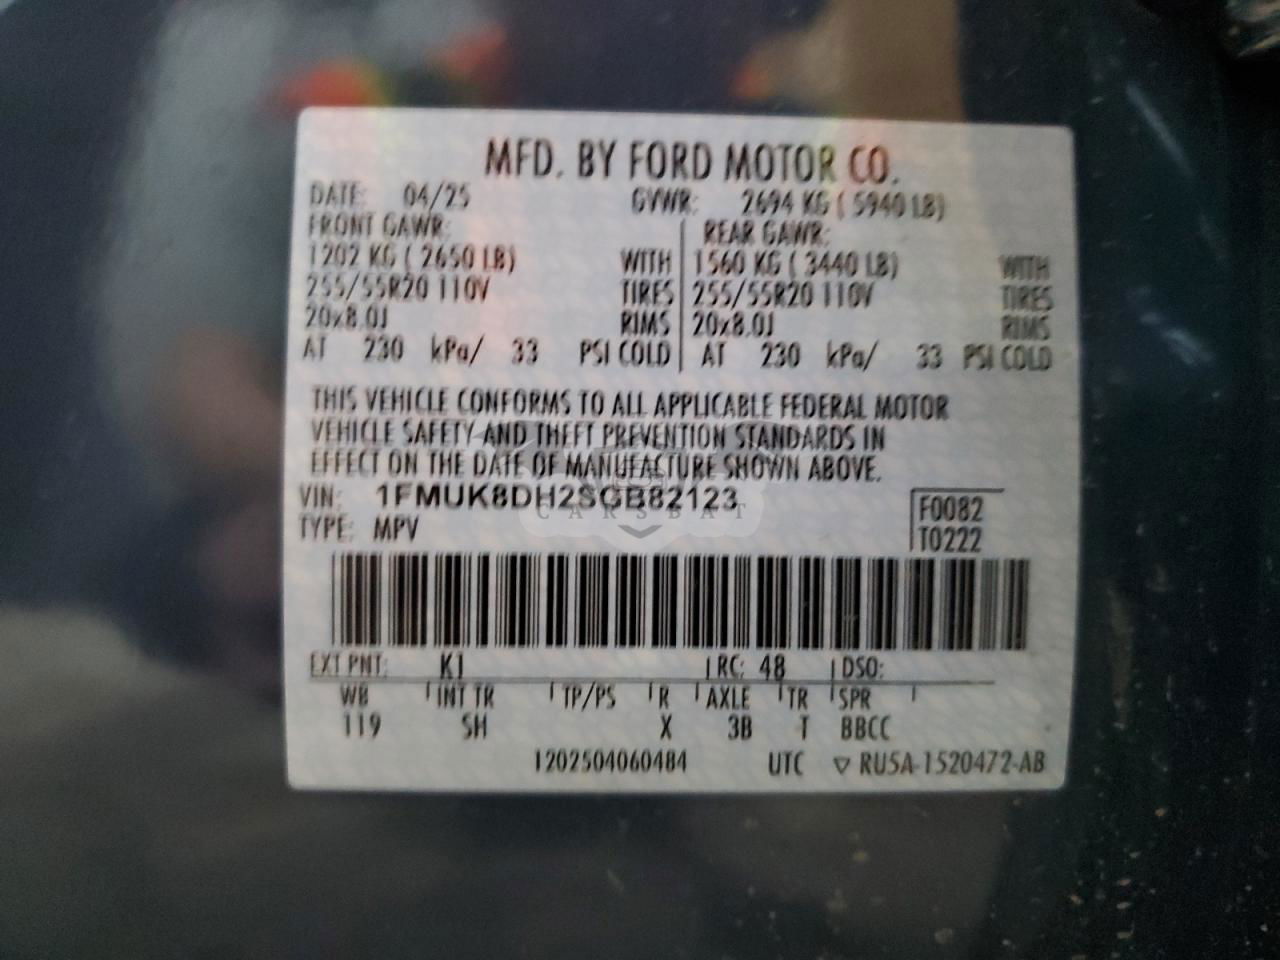 MFD. BY FORD MOTOR CO.
DATE: 04/25 GVWR: 2694 KG ( 5940 LB)
FRONT GAWR: REAR GAWR:
1202 KG ( 2650 LB) WITH 1560 KG ( 3440 LB) WITH
255/55R20 110V TIRES 255/55R20 110V TIRES
20x8.0J RIMS 20x8.0J RIMS
AT 230 kPa/ 33 PSI COLD AT 230 kPa/ 33 PSI COLD
THIS VEHICLE CONFORMS TO ALL APPLICABLE FEDERAL MOTOR
VEHICLE SAFETY AND THEFT PREVENTION STANDARDS IN
EFFECT ON THE DATE OF MANUFACTURE SHOWN ABOVE.
VIN: 1FMUK8DH2SGB82123
CARSBAT
F0082
TYPE: MPV T0222
EXT PNT: K1 RC: 48 DSO:
WB INT TR TP/PS R AXLE TR SPR
119 SH X 3B T BBCC
1202504060484 UTC ▽ RU5A-1520472-AB